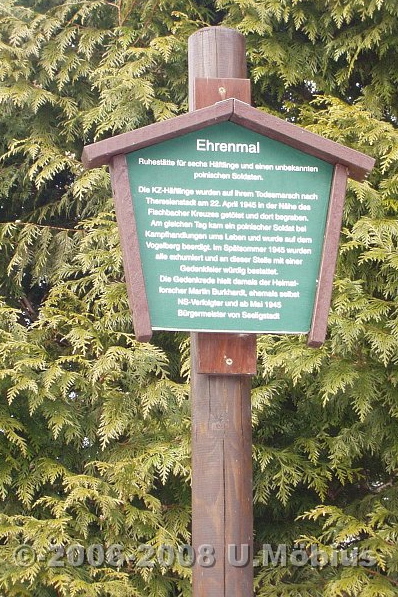 Ehrenmal
Ruhestätte für sechs Häftlinge und einen unbekannten
polnischen Soldaten.
Die KZ-Häftlinge wurden auf ihrem Todesmarsch nach
Theresienstadt am 22. April 1945 in der Nähe des
Fischbacher Kreuzes getötet und dort begraben.
Am gleichen Tag kam ein polnischer Soldat bei
Kampfhandlungen ums Leben und wurde auf dem
Vogelberg beerdigt. Im Spätsommer 1945 wurden
alle exhumiert und an dieser Stelle mit einer
Gedenkfeier würdig bestattet.
Die Gedenkrede hielt damals der Heimat-
forscher Martin Burkhardt, ehemals selbst
NS-Verfolgter und ab Mai 1945
Bürgermeister von Seeligstadt
© 2006-2008 U.Möbius